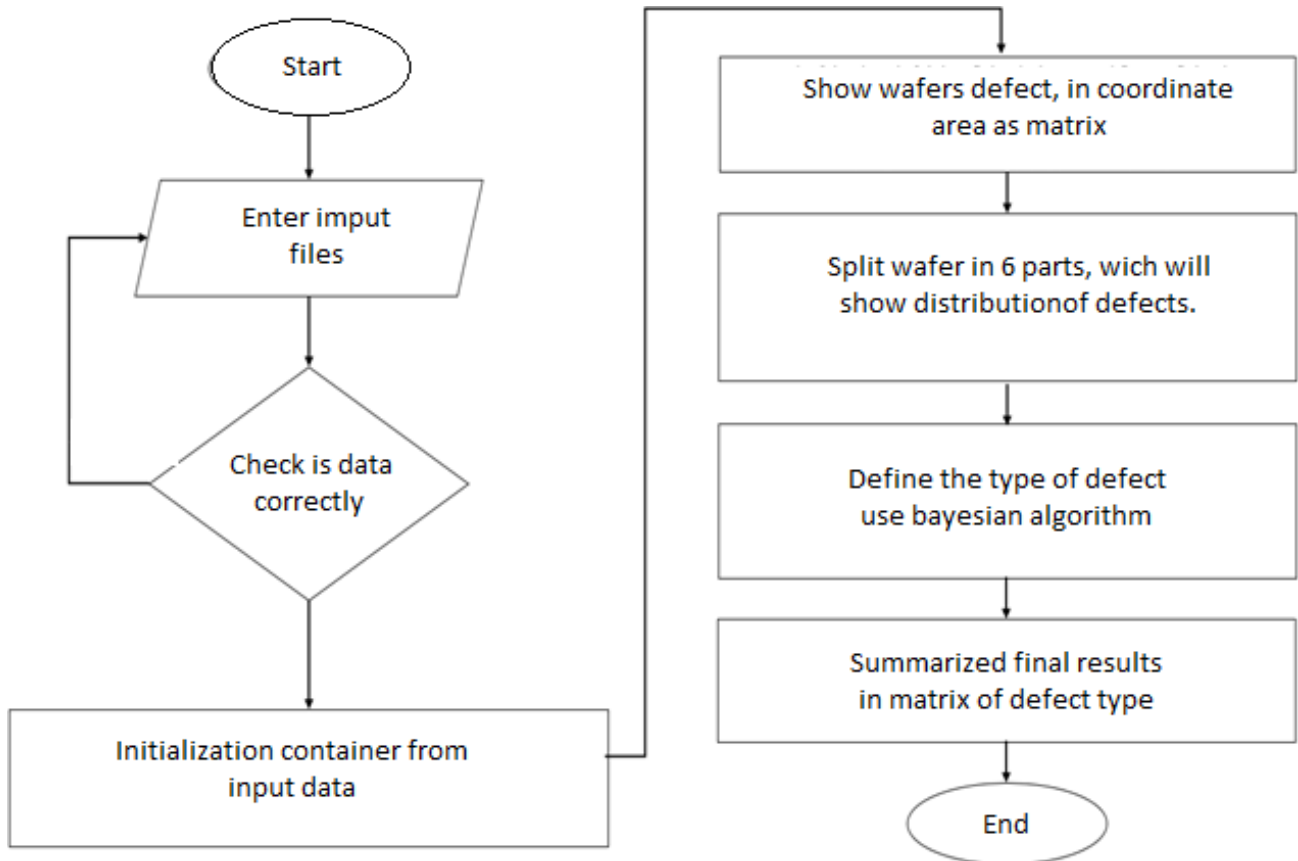 Start
Enter imput
files
Check is data
correctly
Initialization container from
input data
Show wafers defect, in coordinate
area as matrix
Split wafer in 6 parts, wich will
show distributionof defects.
Define the type of defect
use bayesian algorithm
Summarized final results
in matrix of defect type
End